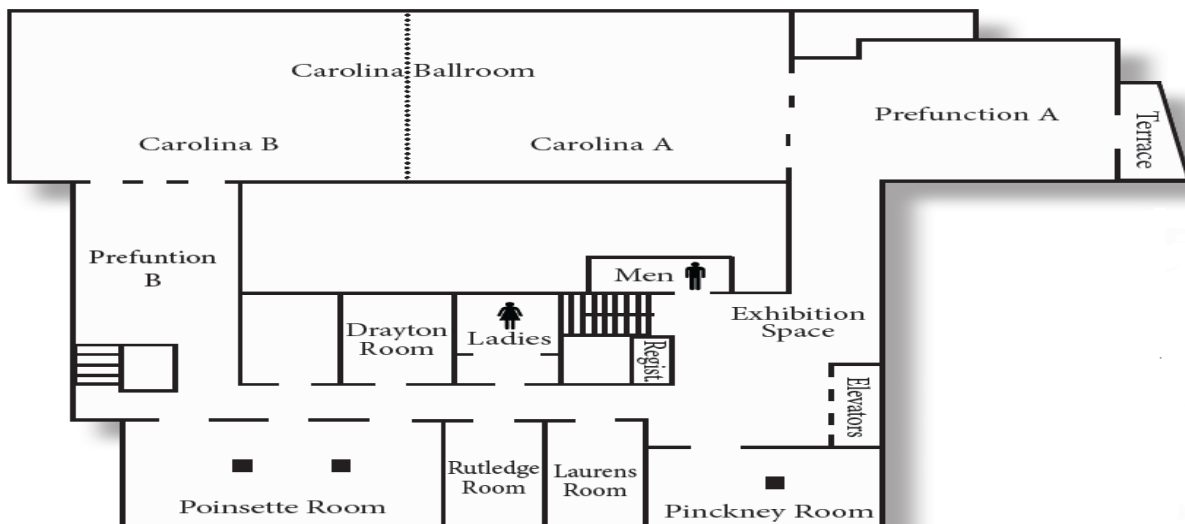 Carolina Ballroom
Carolina B
Carolina A
Prefunction A
Terrace
Prefuntion
B
Men
Exhibition
Space
Drayton
Room
Ladies
Regist.
Elevators
Poinsette Room
Rutledge
Room
Laurens
Room
Pinckney Room